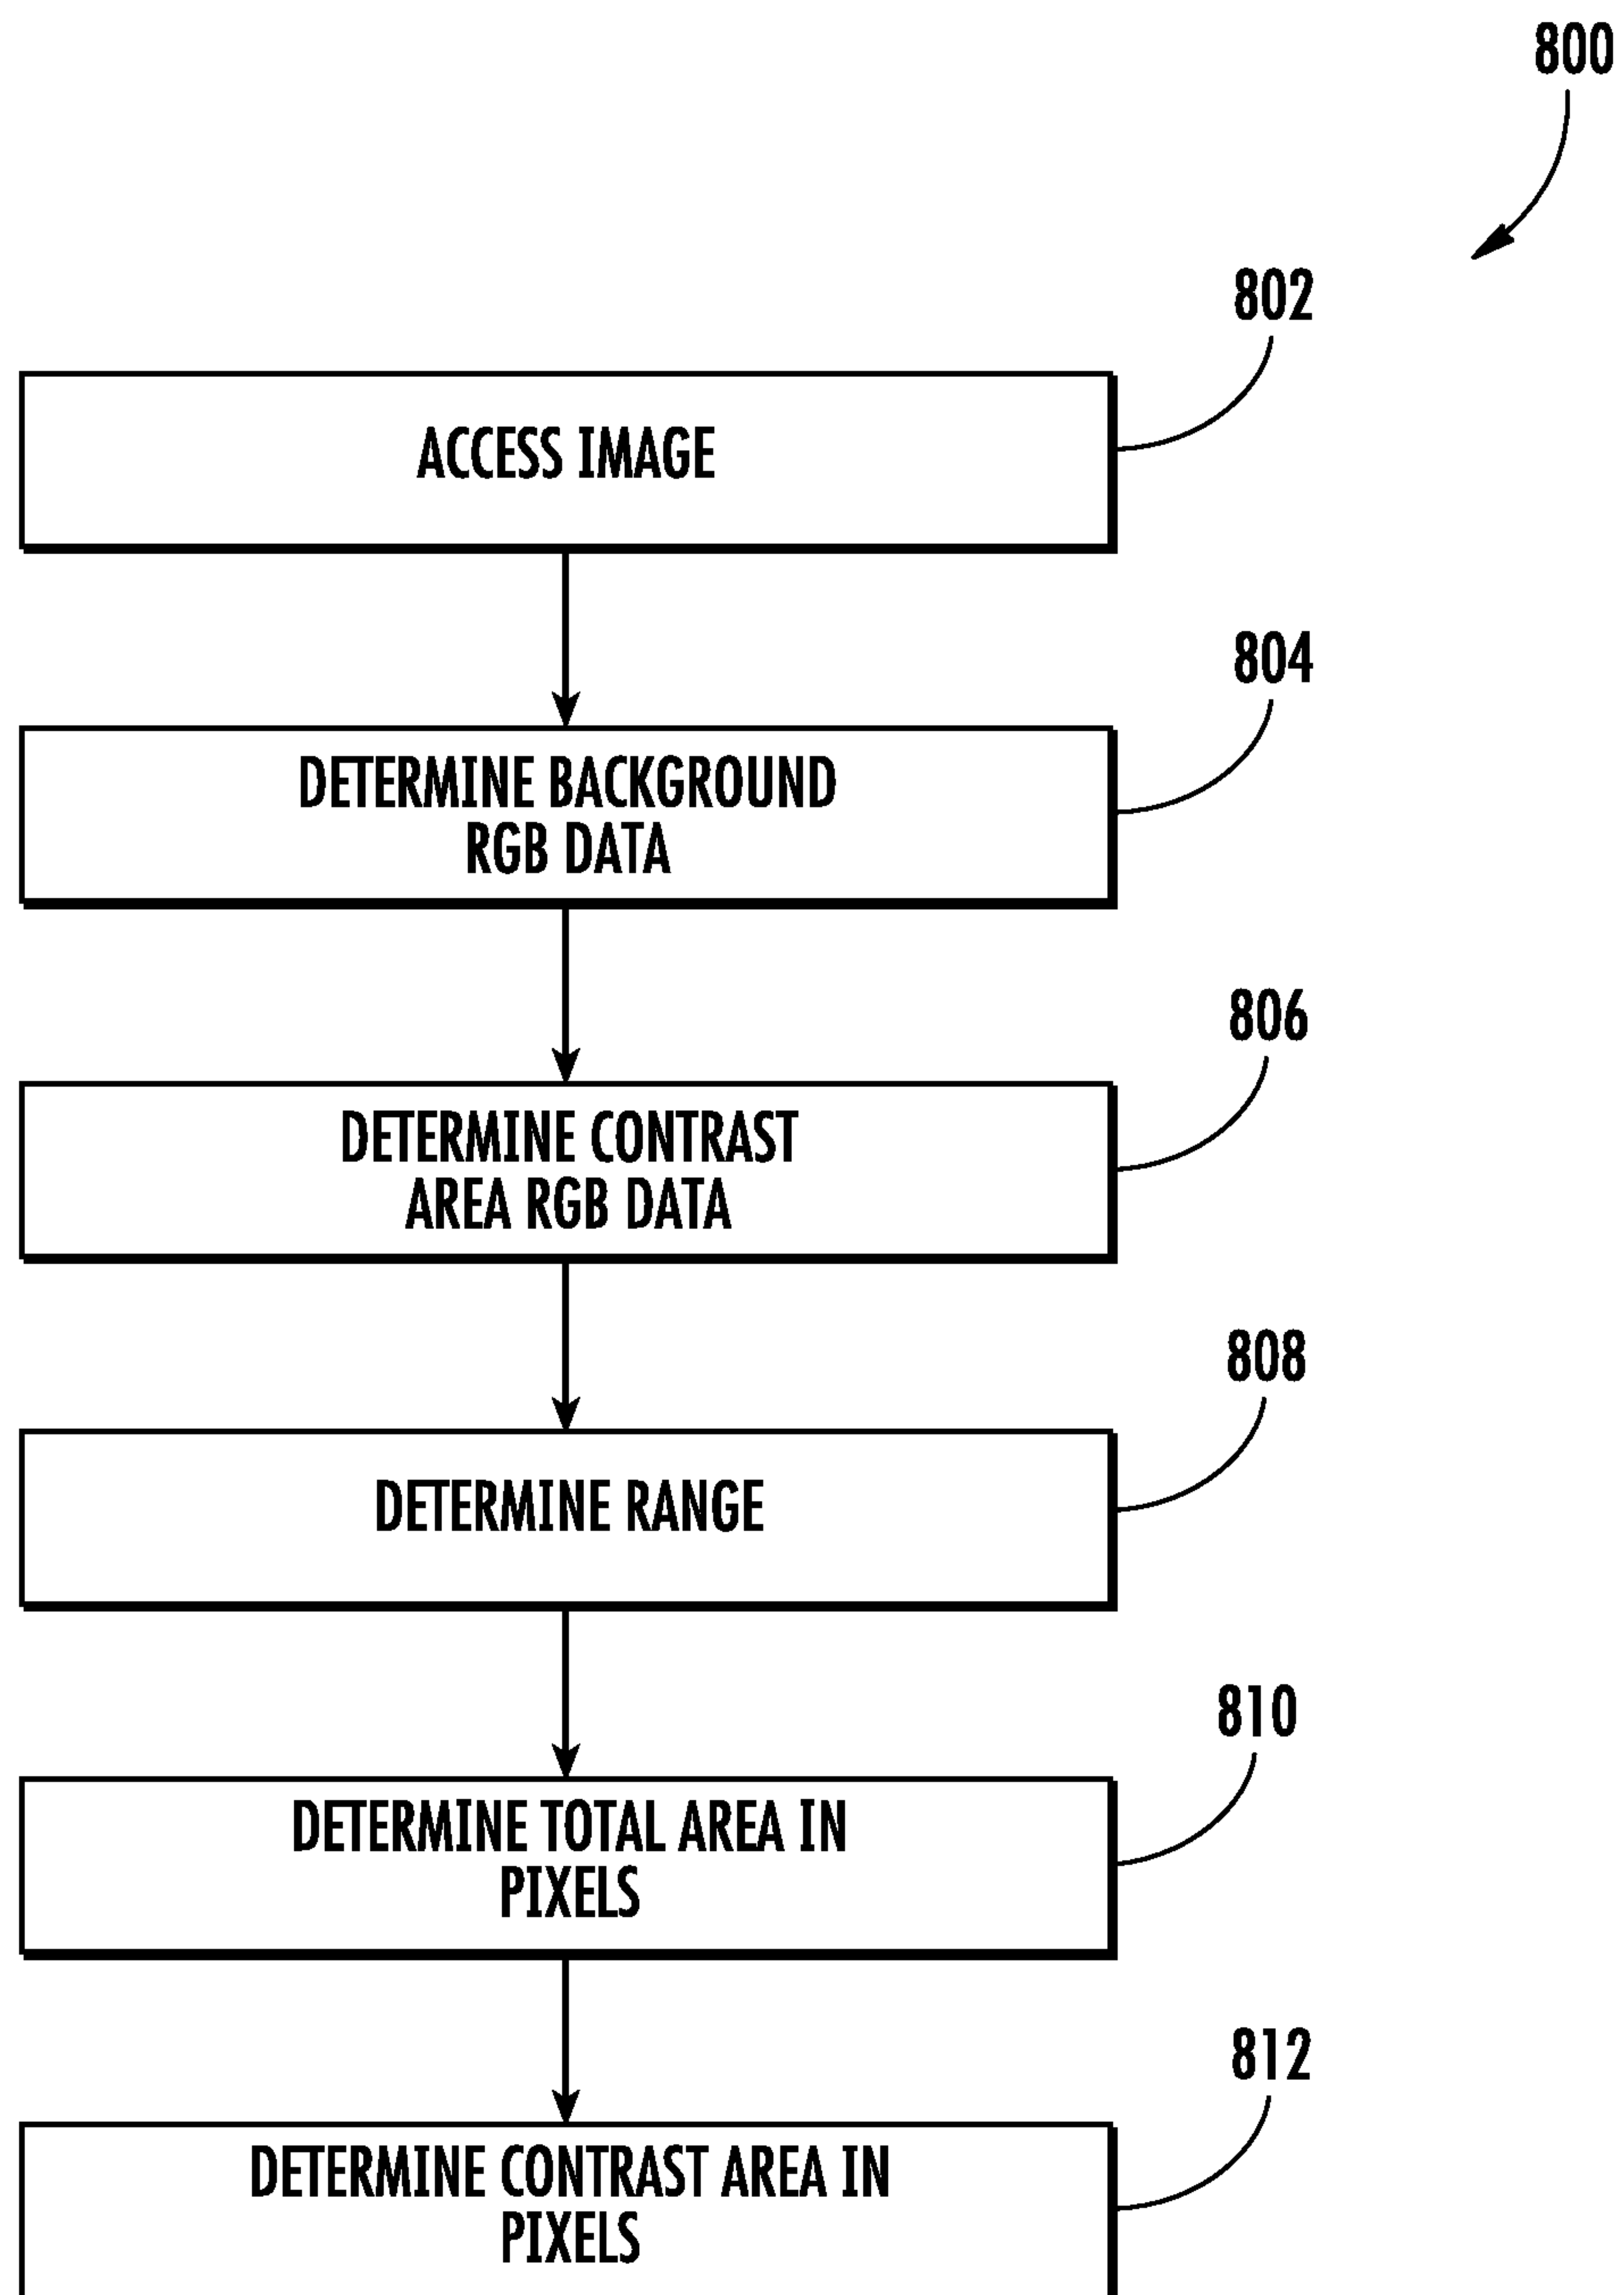 800
802
ACCESS IMAGE
804
DETERMINE BACKGROUND
RGB DATA
806
DETERMINE CONTRAST
AREA RGB DATA
808
DETERMINE RANGE
810
DETERMINE TOTAL AREA IN
PIXELS
812
DETERMINE CONTRAST AREA IN
PIXELS